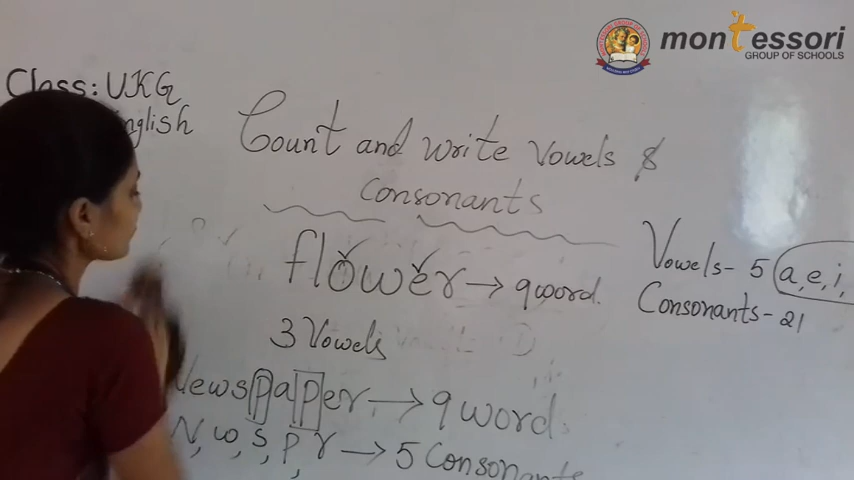 montessori
GROUP OF SCHOOLS
Class: UKG
English
Count and write Vowels &
Consonants
flower → 9 word.
Vowels - 5 (a, e, i,
Consonants - 21
3 Vowels
Newspaper → 9 word.
N, w, s, p, r → 5 Consonants